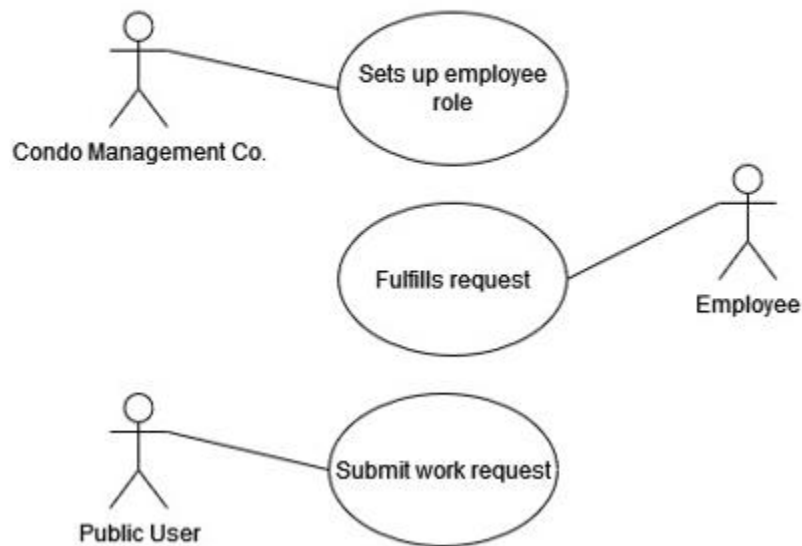 Sets up employee
role
Condo Management Co.
Fulfills request
Employee
Submit work request
Public User